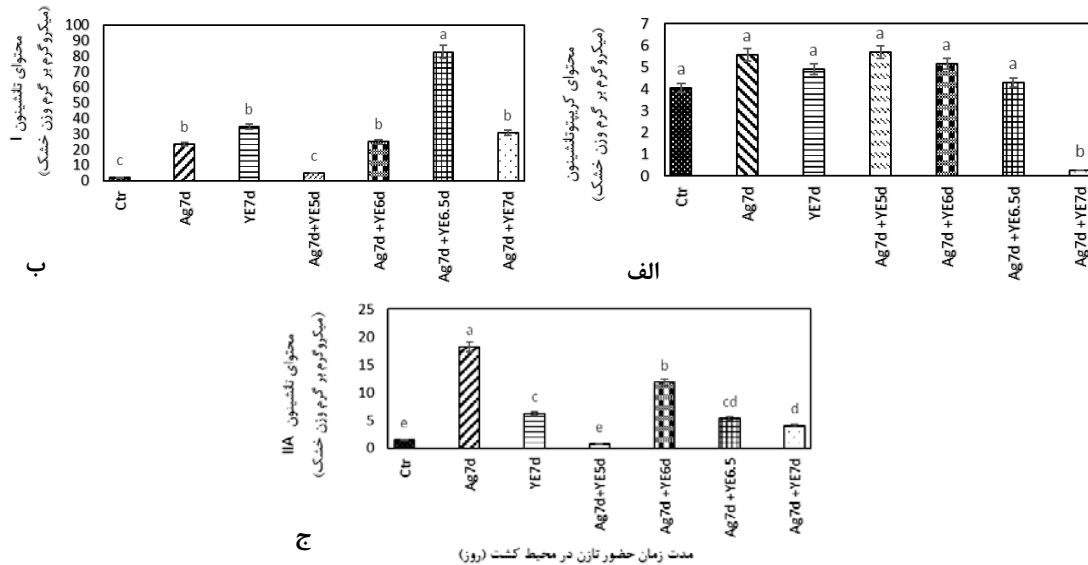 محتوای کریپتوتانشینون
(میکروگرم بر گرم وزن خشک)
7
6
5
4
3
2
1
0
a
a
a
a
a
a
b
Ctr
Ag7d
YE7d
Ag7d +YE5d
Ag7d +YE6d
Ag7d +YE6.5d
Ag7d +YE7d
الف
محتوای تانشینون I
(میکروگرم بر گرم وزن خشک)
100
90
80
70
60
50
40
30
20
10
0
c
b
b
c
b
a
b
Ctr
Ag7d
YE7d
Ag7d+YE5d
Ag7d +YE6d
Ag7d +YE6.5d
Ag7d +YE7d
ب
محتوای تانشینون IIA
(میکروگرم بر گرم وزن خشک)
25
20
15
10
5
0
e
a
c
e
b
cd
d
Ctr
Ag7d
YE7d
Ag7d+YE5d
Ag7d +YE6d
Ag7d +YE6.5
Ag7d +YE7d
ج
مدت زمان حضور تازن در محیط کشت (روز)